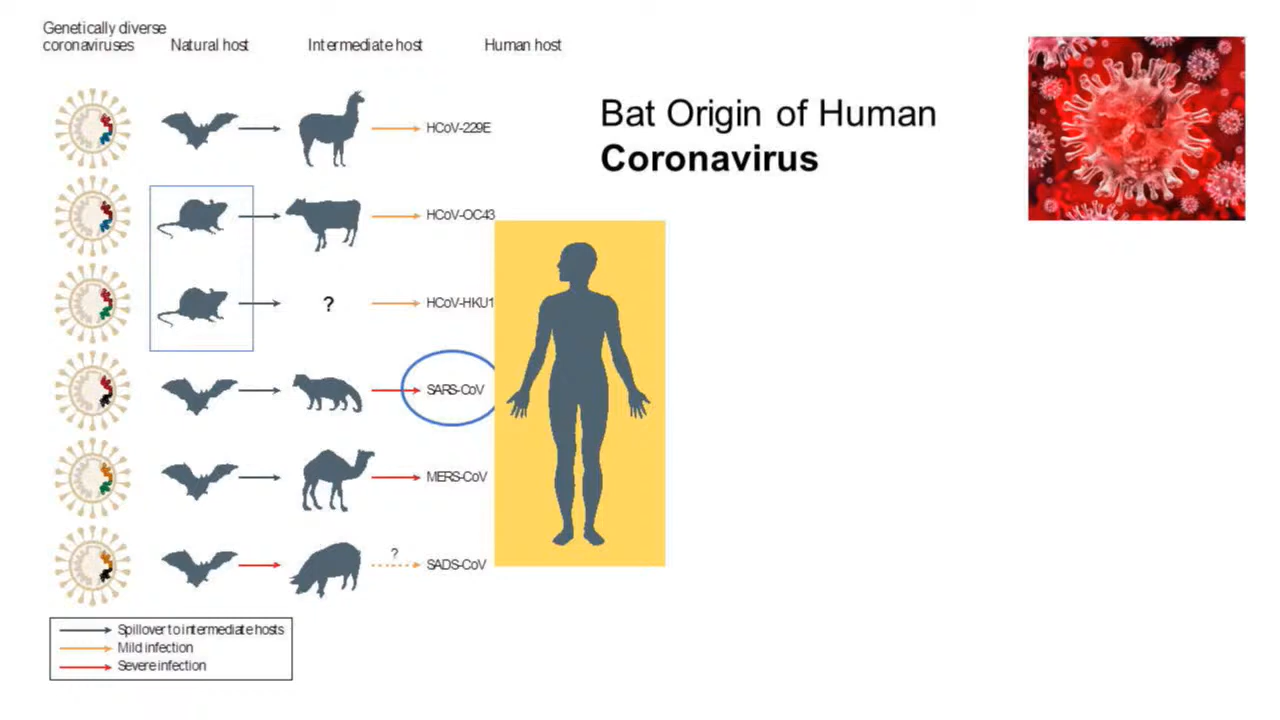 Genetically diverse
coronaviruses
Natural host
Intermediate host
Human host
Bat Origin of Human
Coronavirus
HCoV-229E
HCoV-OC43
?
HCoV-HKU1
SARS-CoV
MERS-CoV
?
SADS-CoV
Spillover to intermediate hosts
Mild infection
Severe infection